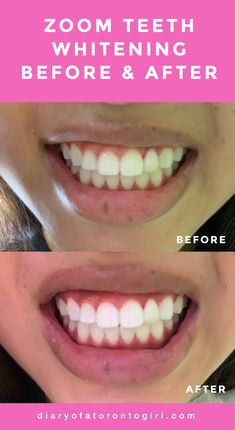 ZOOM TEETH
WHITENING
BEFORE & AFTER
BEFORE
AFTER
diaryofatorontogirl.com